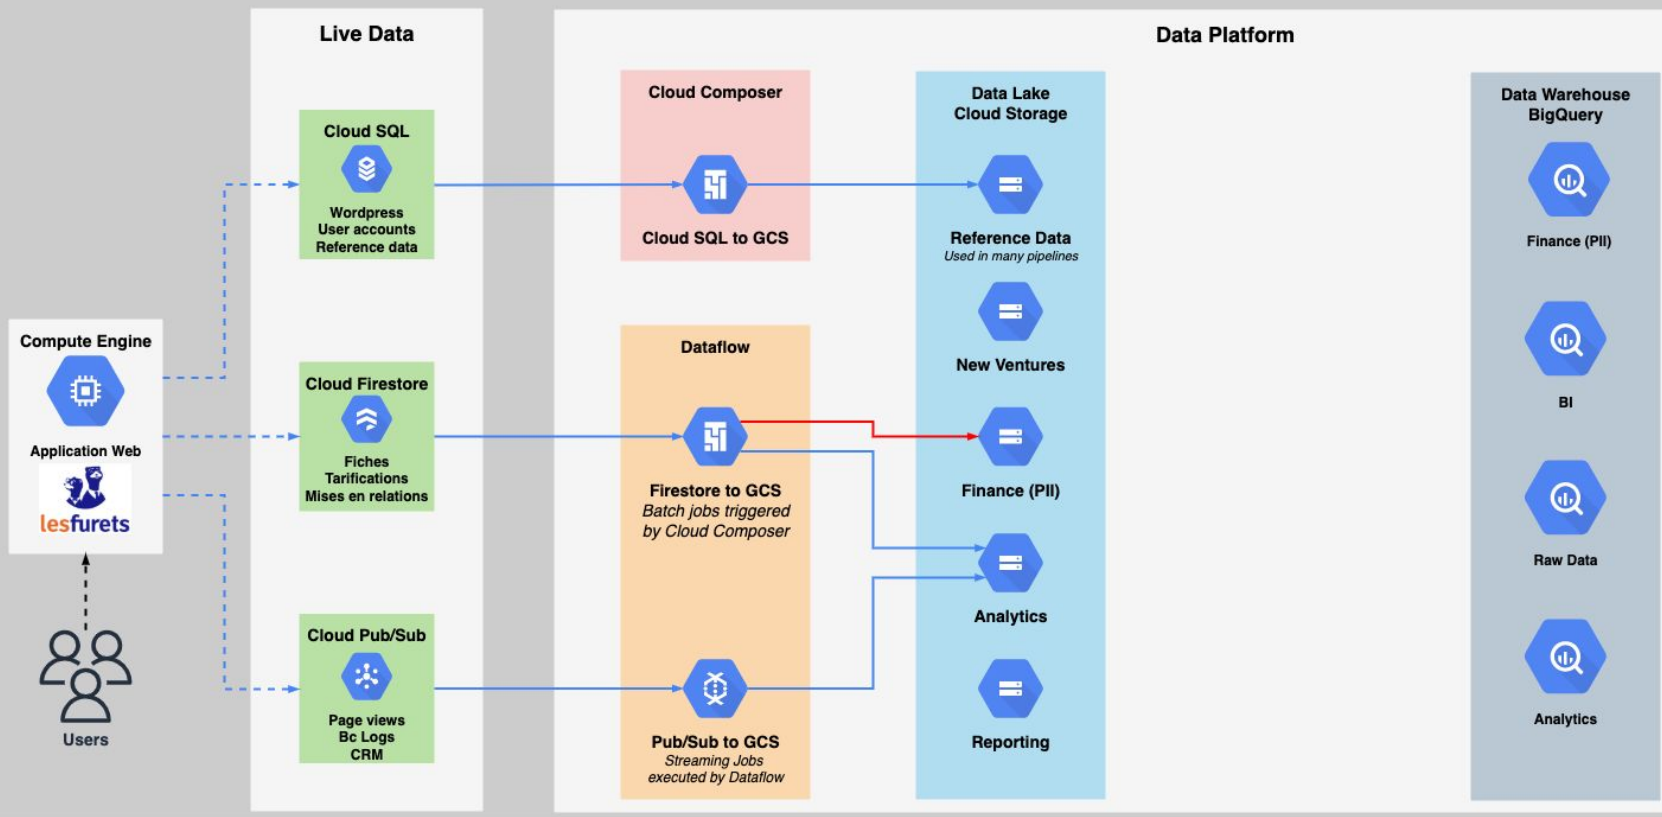 Live Data
Data Platform
Compute Engine
Application Web
lesfurets
Users
Cloud SQL
Wordpress
User accounts
Reference data
Cloud Firestore
Fiches
Tarifications
Mises en relations
Cloud Pub/Sub
Page views
Bc Logs
CRM
Cloud Composer
Cloud SQL to GCS
Dataflow
Firestore to GCS
Batch jobs triggered
by Cloud Composer
Pub/Sub to GCS
Streaming Jobs
executed by Dataflow
Data Lake
Cloud Storage
Reference Data
Used in many pipelines
New Ventures
Finance (PII)
Analytics
Reporting
Data Warehouse
BigQuery
Finance (PII)
BI
Raw Data
Analytics